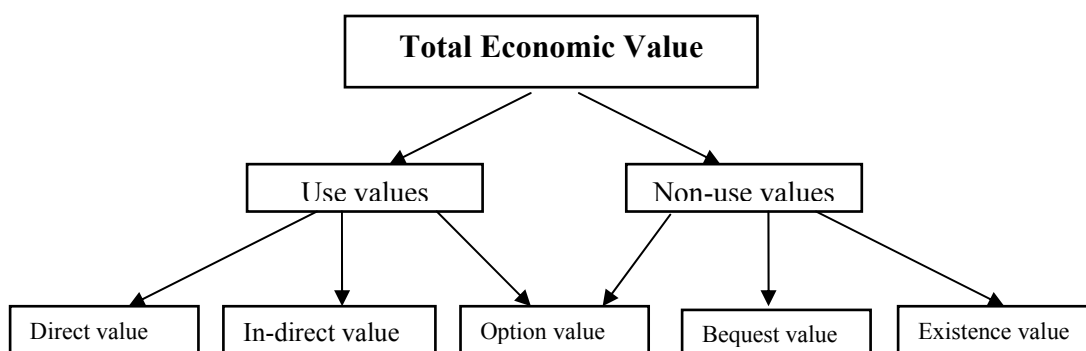 Total Economic Value
Use values
Non-use values
Direct value
In-direct value
Option value
Bequest value
Existence value